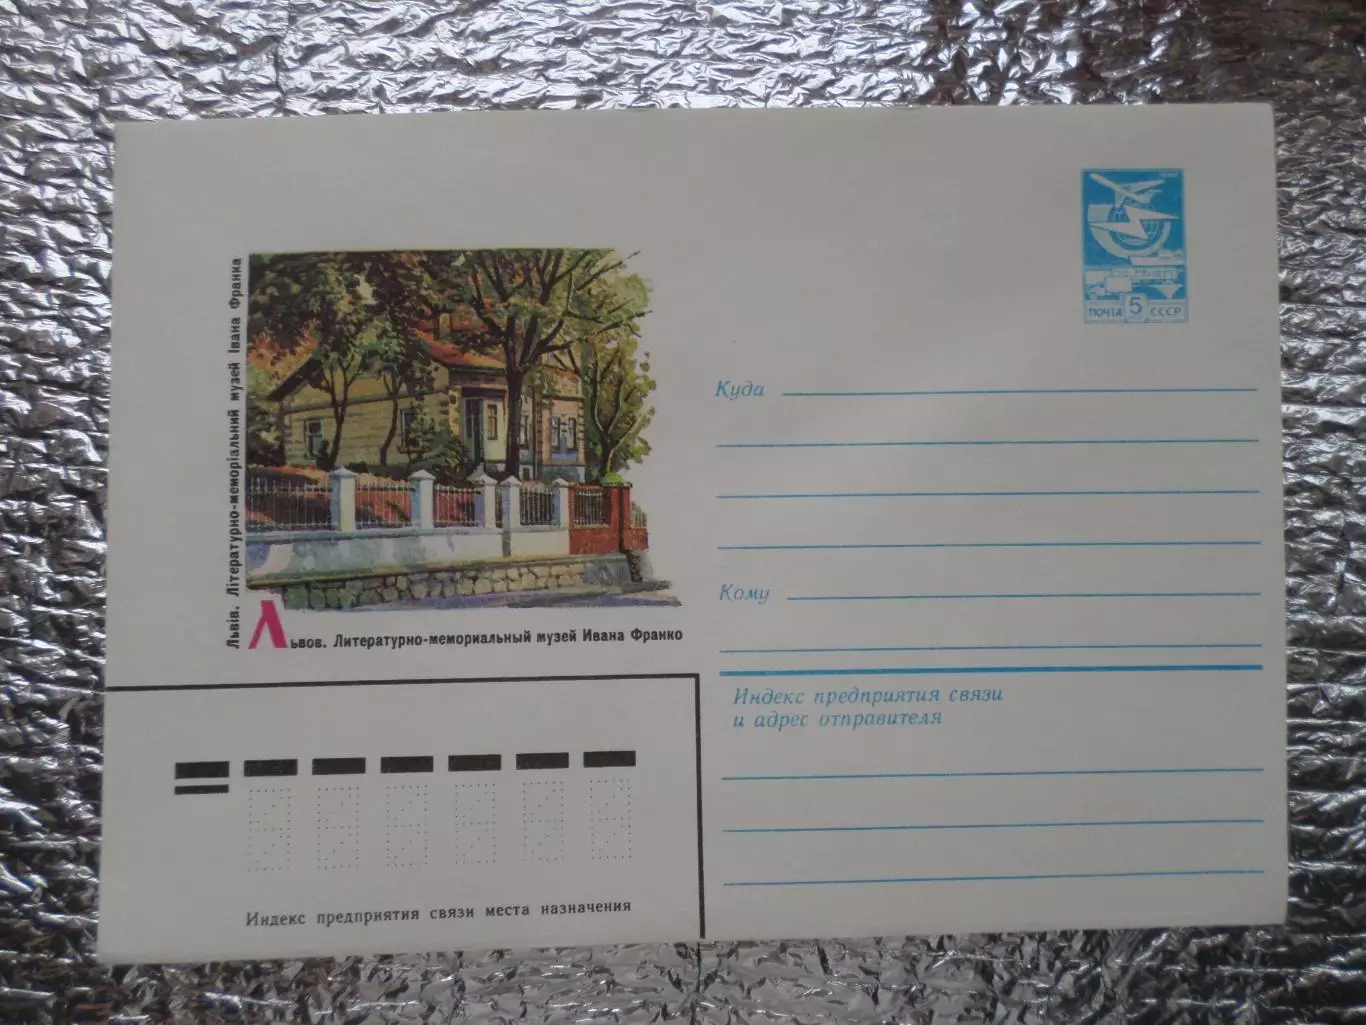 Львів. Літературно-меморіальний музей Івана Франка
Львов. Литературно-мемориальный музей Ивана Франко
ПОЧТА 5 СССР
Куда
Кому
Индекс предприятия связи
и адрес отправителя
Индекс предприятия связи места назначения